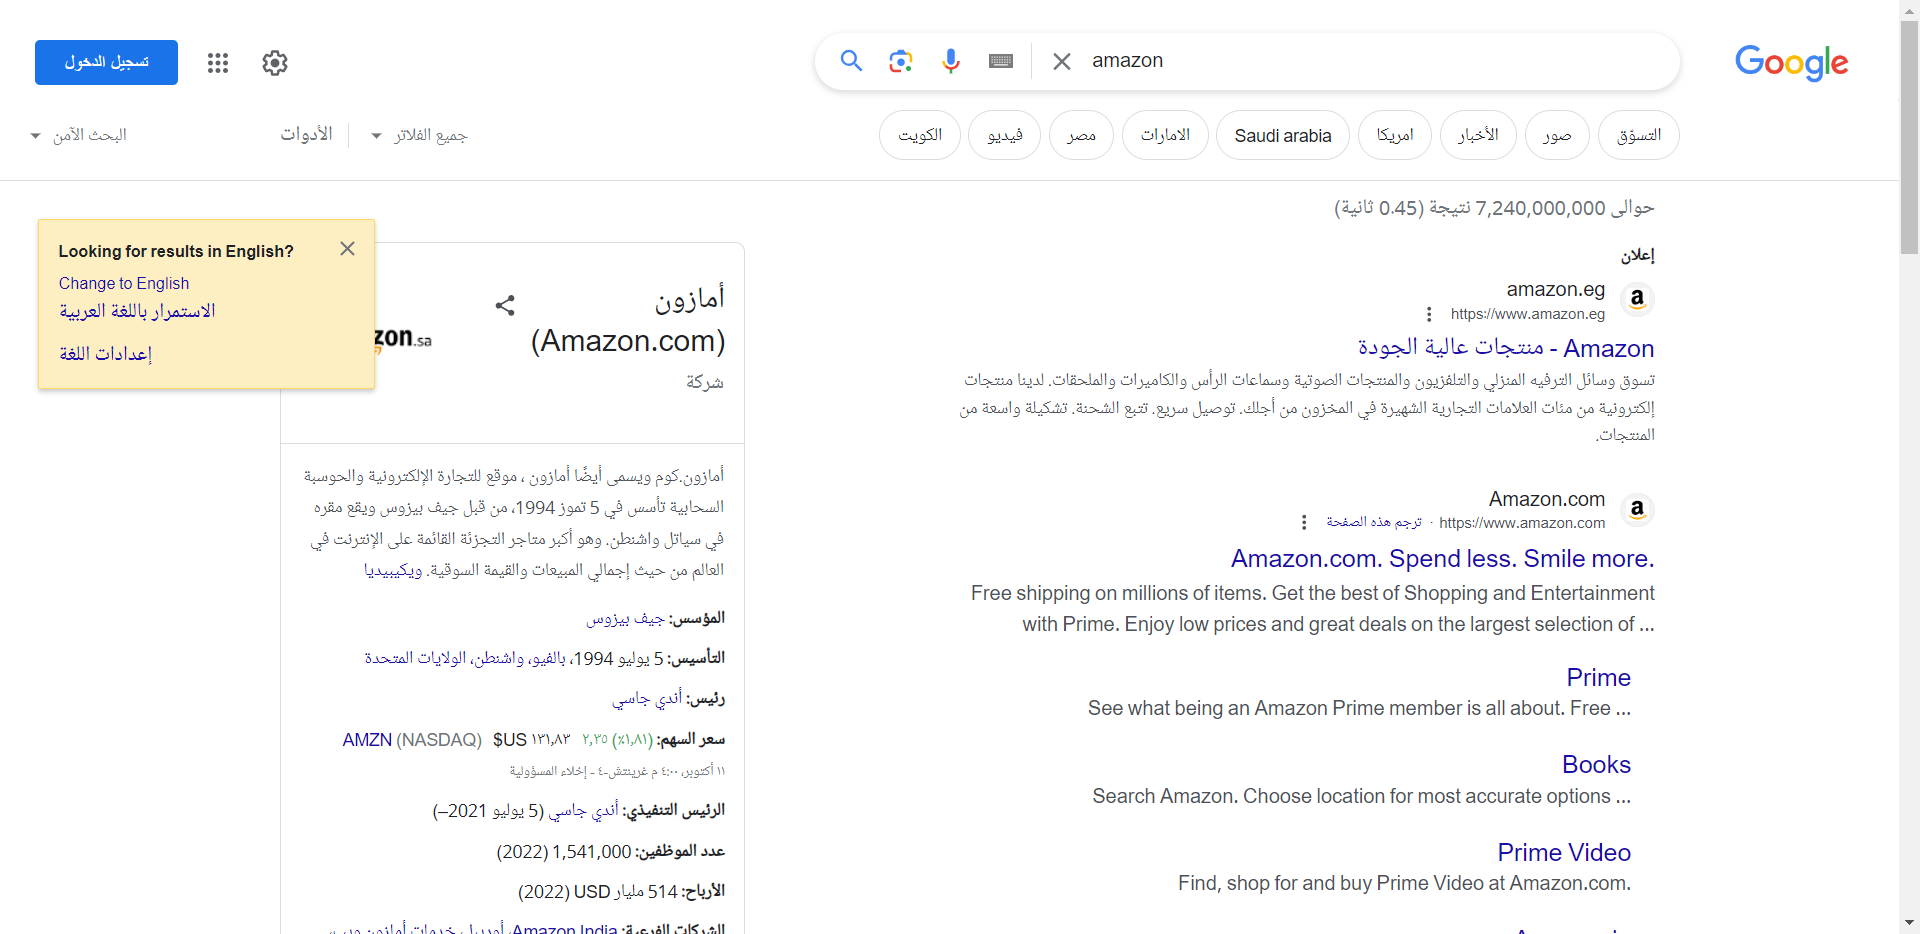 Google
amazon
تسجيل الدخول
التسوّق
صور
الأخبار
امريكا
Saudi arabia
الامارات
مصر
فيديو
الكويت
جميع الفلاتر
الأدوات
البحث الآمن
حوالى 7,240,000,000 نتيجة (0.45 ثانية)
إعلان
amazon.eg
https://www.amazon.eg
Amazon - منتجات عالية الجودة
تسوق وسائل الترفيه المنزلي والتلفزيون والمنتجات الصوتية وسماعات الرأس والكاميرات والملحقات. لدينا منتجات
إلكترونية من مئات العلامات التجارية الشهيرة في المخزون من أجلك. توصيل سريع. تتبع الشحنة. تشكيلة واسعة من
المنتجات.
Amazon.com
https://www.amazon.com · ترجم هذه الصفحة
Amazon.com. Spend less. Smile more.
Free shipping on millions of items. Get the best of Shopping and Entertainment
with Prime. Enjoy low prices and great deals on the largest selection of ...
Prime
See what being an Amazon Prime member is all about. Free ...
Books
Search Amazon. Choose location for most accurate options ...
Prime Video
Find, shop for and buy Prime Video at Amazon.com.
أمازون
(Amazon.com)
شركة
zon.sa
أمازون.كوم ويسمى أيضًا أمازون ، موقع للتجارة الإلكترونية والحوسبة
السحابية تأسس في 5 تموز 1994، من قبل جيف بيزوس ويقع مقره
في سياتل واشنطن. وهو أكبر متاجر التجزئة القائمة على الإنترنت في
العالم من حيث إجمالي المبيعات والقيمة السوقية. ويكيبيديا
المؤسس: جيف بيزوس
التأسيس: 5 يوليو 1994، بالفيو، واشنطن، الولايات المتحدة
رئيس: أندي جاسي
سعر السهم: AMZN (NASDAQ) $US ١٣١,٨٣ ٢,٣٥ (١,٨١٪)
١١ أكتوبر، ٤:٠٠ م غرينتش-٤ - إخلاء المسؤولية
الرئيس التنفيذي: أندي جاسي (5 يوليو 2021–)
عدد الموظفين: 1,541,000 (2022)
الأرباح: 514 مليار USD (2022)
الشركات الفرعية: Amazon India، أوديبل، خدمات أمازون ويب،
Looking for results in English?
Change to English
الاستمرار باللغة العربية
إعدادات اللغة